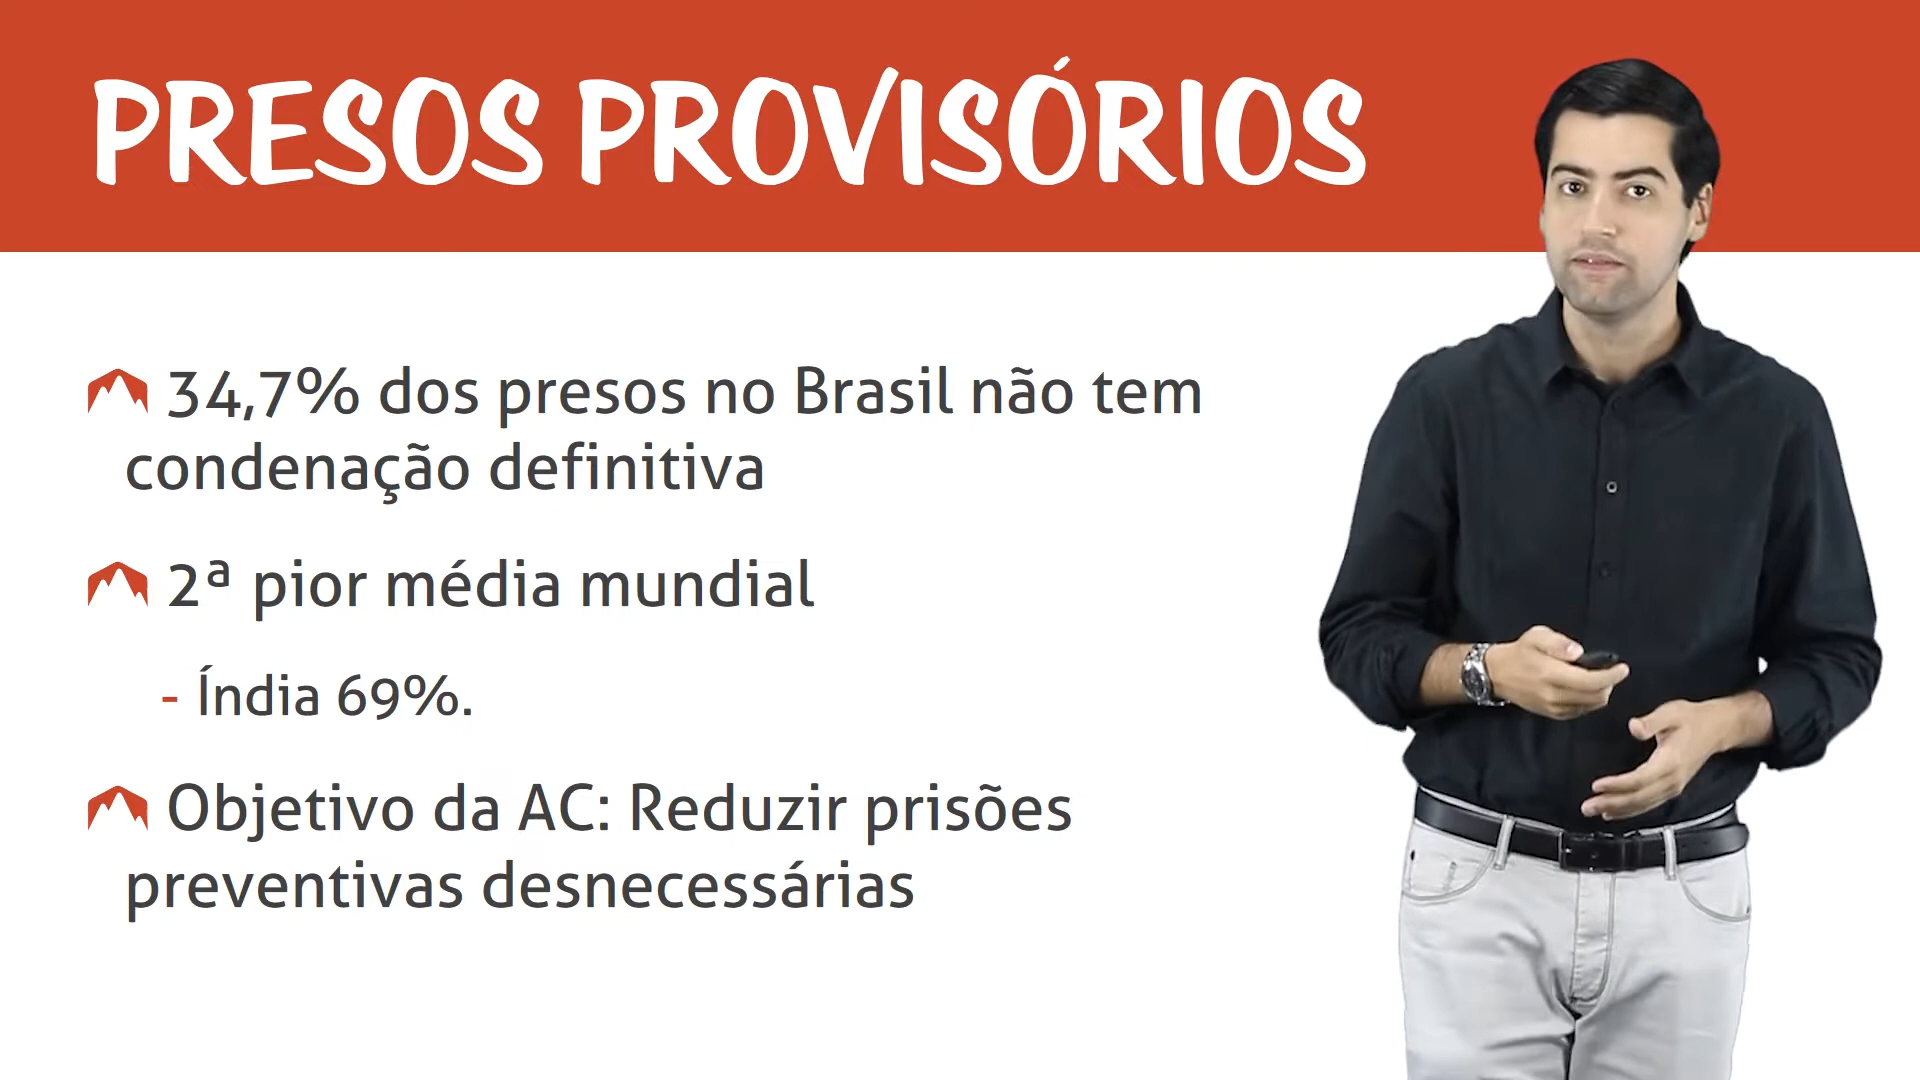 PRESOS PROVISÓRIOS
34,7% dos presos no Brasil não tem
condenação definitiva
2ª pior média mundial
- Índia 69%.
Objetivo da AC: Reduzir prisões
preventivas desnecessárias